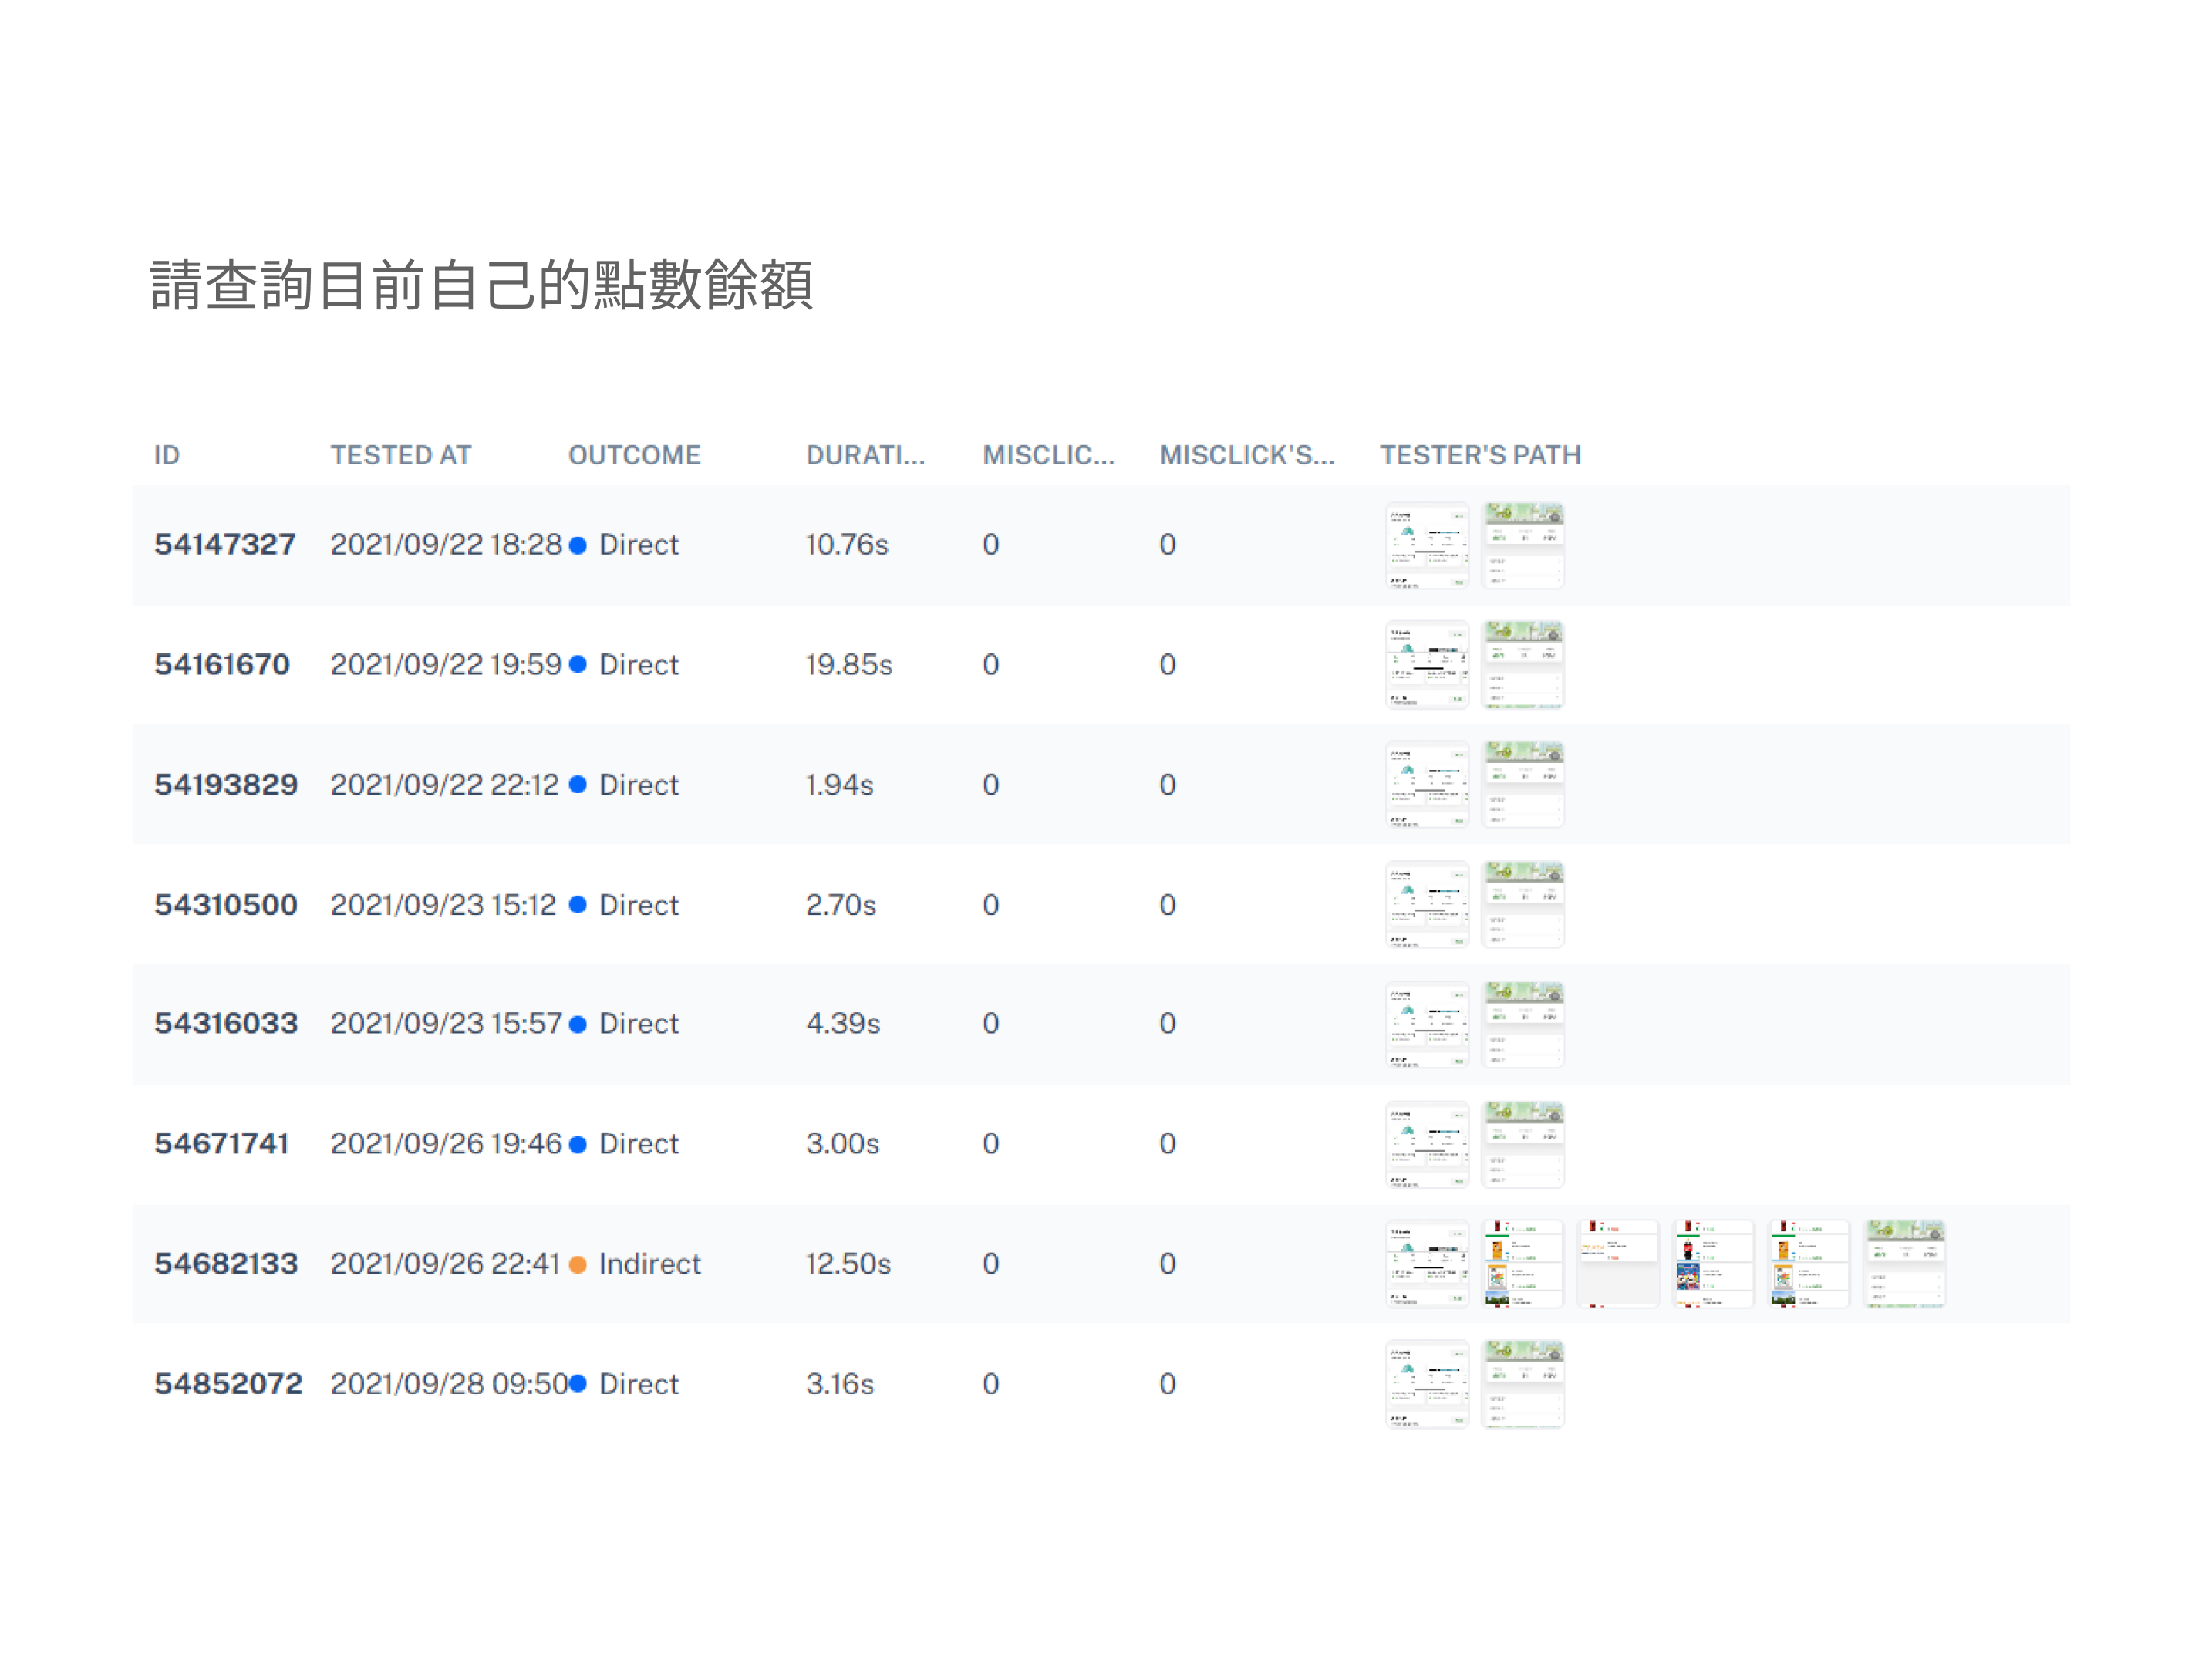 請查詢目前自己的點數餘額
ID TESTED AT OUTCOME DURATI... MISCLIC... MISCLICK'S... TESTER'S PATH
54147327 2021/09/22 18:28 Direct 10.76s 0 0
54161670 2021/09/22 19:59 Direct 19.85s 0 0
54193829 2021/09/22 22:12 Direct 1.94s 0 0
54310500 2021/09/23 15:12 Direct 2.70s 0 0
54316033 2021/09/23 15:57 Direct 4.39s 0 0
54671741 2021/09/26 19:46 Direct 3.00s 0 0
54682133 2021/09/26 22:41 Indirect 12.50s 0 0
54852072 2021/09/28 09:50 Direct 3.16s 0 0